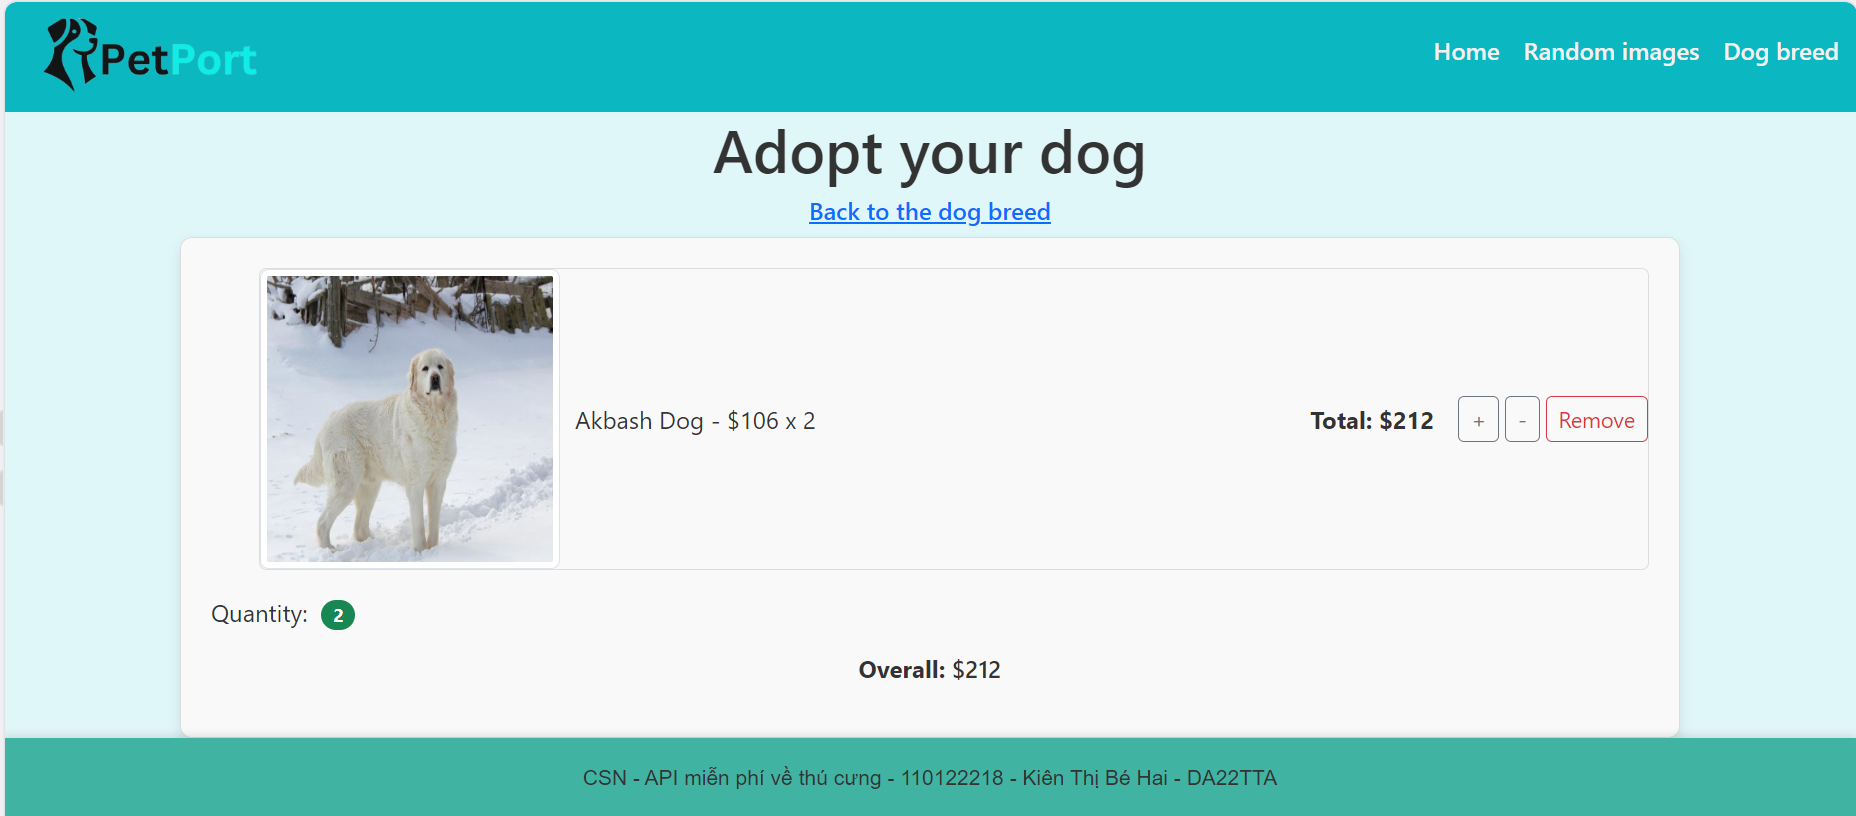 PetPort
Home Random images Dog breed
Adopt your dog
Back to the dog breed
Akbash Dog - $106 x 2 Total: $212 + - Remove
Quantity: 2
Overall: $212
CSN - API miễn phí về thú cưng - 110122218 - Kiên Thị Bé Hai - DA22TTA